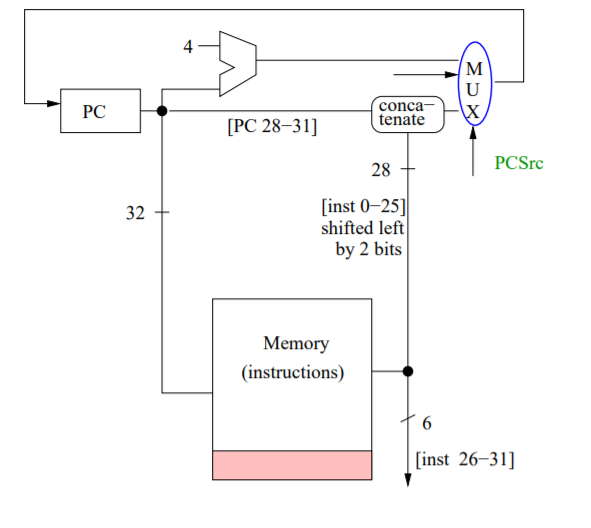 4
M
U
X
PC
conca–
tenate
[PC 28–31]
28
PCSrc
32
[inst 0–25]
shifted left
by 2 bits
Memory
(instructions)
6
[inst 26–31]